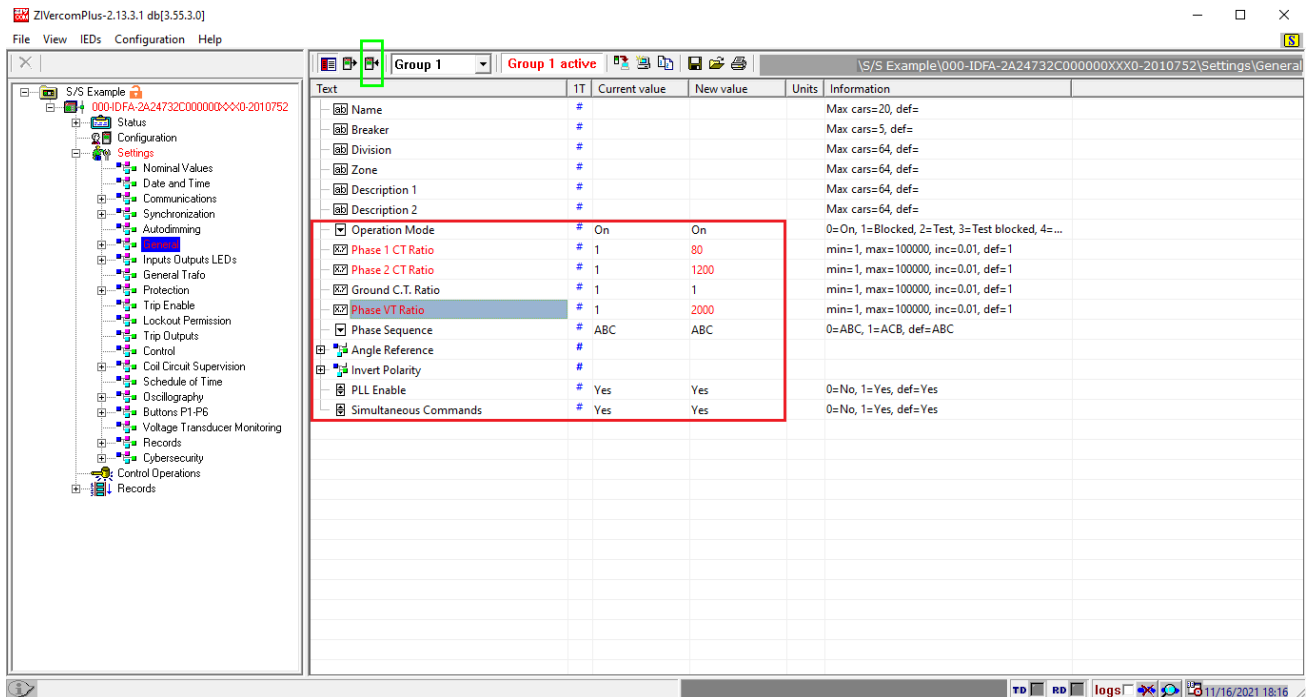 ZIVercomPlus-2.13.3.1 db[3.55.3.0]
File View IEDs Configuration Help
S
Group 1
Group 1 active
\S/S Example\000-IDFA-2A24732C000000XXX0-2010752\Settings\General
S/S Example
000-IDFA-2A24732C000000XXX0-2010752
Status
Configuration
Settings
Nominal Values
Date and Time
Communications
Synchronization
Autodimming
General
Inputs Outputs LEDs
General Trafo
Protection
Trip Enable
Lockout Permission
Trip Outputs
Control
Coil Circuit Supervision
Schedule of Time
Oscillography
Buttons P1-P6
Voltage Transducer Monitoring
Records
Cybersecurity
Control Operations
Records
Text 1T Current value New value Units Information
ab Name # Max cars=20, def=
ab Breaker # Max cars=5, def=
ab Division # Max cars=64, def=
ab Zone # Max cars=64, def=
ab Description 1 # Max cars=64, def=
ab Description 2 # Max cars=64, def=
Operation Mode # On On 0=On, 1=Blocked, 2=Test, 3=Test blocked, 4=...
X.Y Phase 1 CT Ratio # 1 80 min=1, max=100000, inc=0.01, def=1
X.Y Phase 2 CT Ratio # 1 1200 min=1, max=100000, inc=0.01, def=1
X.Y Ground C.T. Ratio # 1 1 min=1, max=100000, inc=0.01, def=1
X.Y Phase VT Ratio # 1 2000 min=1, max=100000, inc=0.01, def=1
Phase Sequence # ABC ABC 0=ABC, 1=ACB, def=ABC
Angle Reference #
Invert Polarity #
PLL Enable # Yes Yes 0=No, 1=Yes, def=Yes
Simultaneous Commands # Yes Yes 0=No, 1=Yes, def=Yes
TD RD logs 11/16/2021 18:16